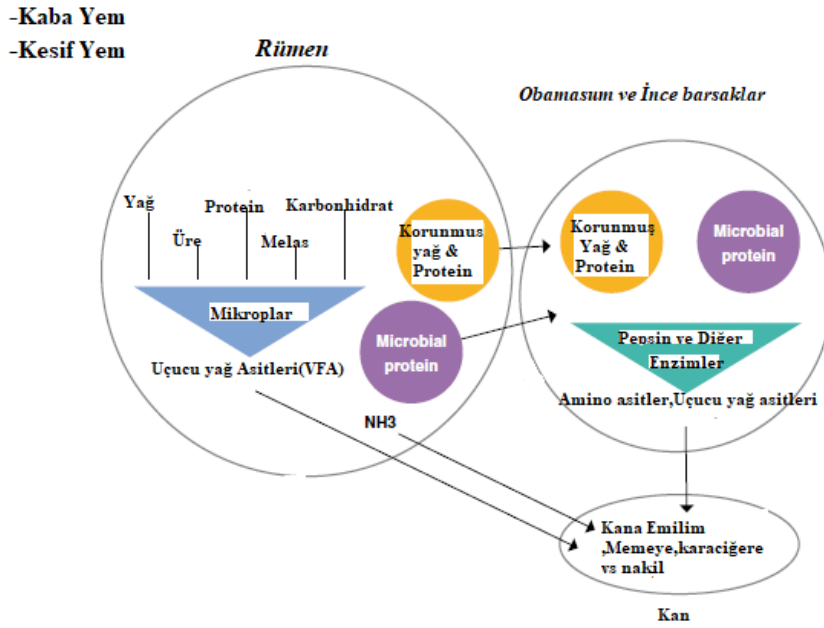 -Kaba Yem
-Kesif Yem
Rümen
Obamasum ve İnce barsaklar
Yağ
Üre
Protein
Melas
Karbonhidrat
Mikroplar
Uçucu yağ Asitleri(VFA)
Korunmuş
yağ &
Protein
Microbial
protein
NH3
Korunmuş
Yağ &
Protein
Microbial
protein
Pepsin ve Diğer
Enzimler
Amino asitler,Uçucu yağ asitleri
Kana Emilim
,Memeye,karaciğere
vs nakil
Kan